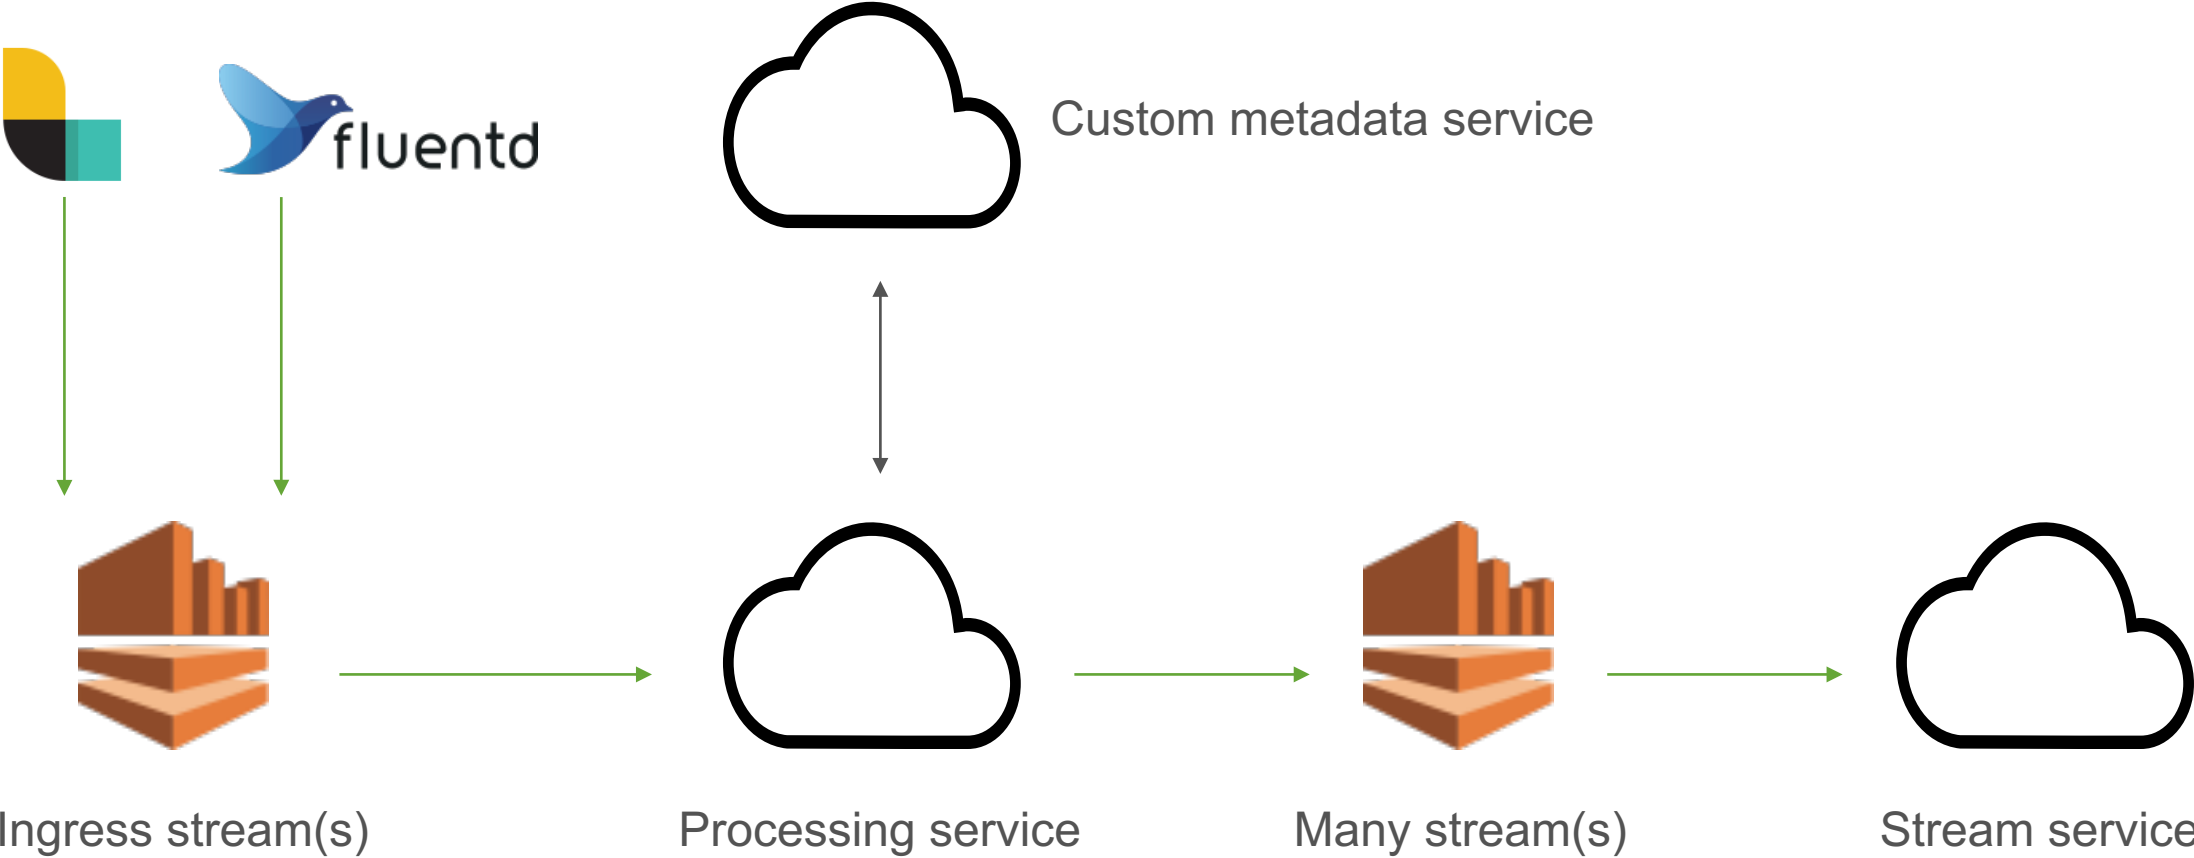 fluentd
Custom metadata service
Ingress stream(s)
Processing service
Many stream(s)
Stream service